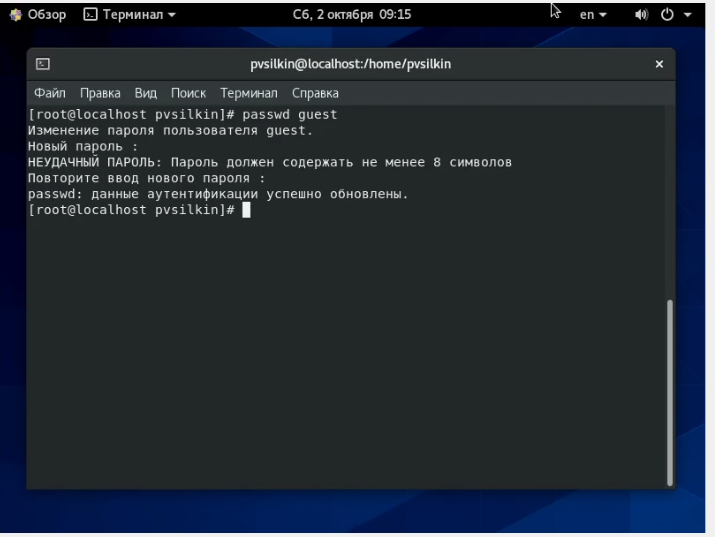 Обзор Терминал Сб, 2 октября 09:15 en
pvsilkin@localhost:/home/pvsilkin
Файл Правка Вид Поиск Терминал Справка
[root@localhost pvsilkin]# passwd guest
Изменение пароля пользователя guest.
Новый пароль :
НЕУДАЧНЫЙ ПАРОЛЬ: Пароль должен содержать не менее 8 символов
Повторите ввод нового пароля :
passwd: данные аутентификации успешно обновлены.
[root@localhost pvsilkin]#